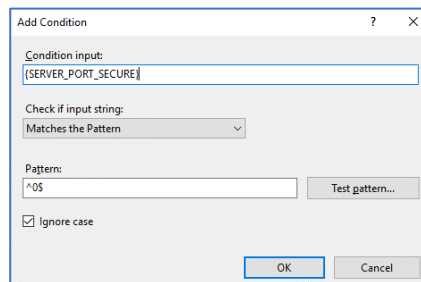 Add Condition ? ×
Condition input:
{SERVER_PORT_SECURE}
Check if input string:
Matches the Pattern
Pattern:
^0$ Test pattern...
Ignore case
OK Cancel